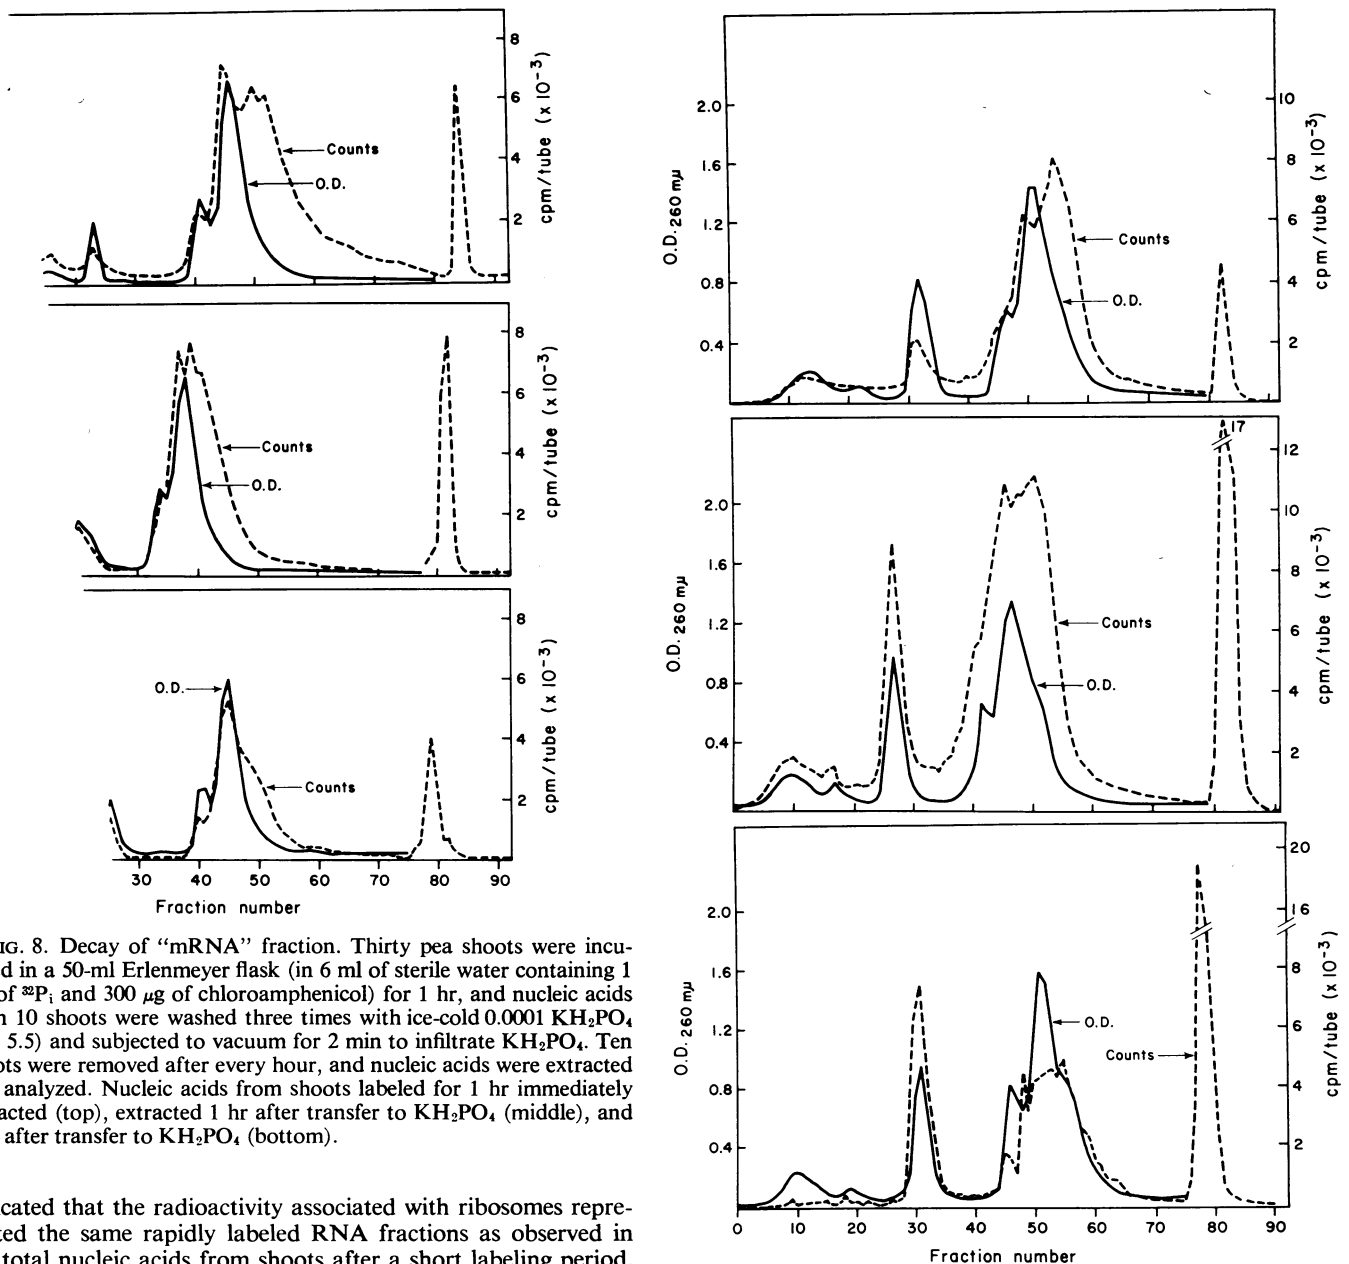 8
6
4
2
cpm/tube (x 10⁻³)
Counts
O.D.
8
6
4
2
cpm/tube (x 10⁻³)
Counts
O.D.
8
6
4
2
cpm/tube (x 10⁻³)
O.D.
Counts
30 40 50 60 70 80 90
Fraction number
IG. 8. Decay of “mRNA” fraction. Thirty pea shoots were incu-
d in a 50-ml Erlenmeyer flask (in 6 ml of sterile water containing 1
of ³²Pᵢ and 300 μg of chloroamphenicol) for 1 hr, and nucleic acids
n 10 shoots were washed three times with ice-cold 0.0001 KH₂PO₄
5.5) and subjected to vacuum for 2 min to infiltrate KH₂PO₄. Ten
ots were removed after every hour, and nucleic acids were extracted
analyzed. Nucleic acids from shoots labeled for 1 hr immediately
acted (top), extracted 1 hr after transfer to KH₂PO₄ (middle), and
after transfer to KH₂PO₄ (bottom).
cated that the radioactivity associated with ribosomes repre-
ted the same rapidly labeled RNA fractions as observed in
total nucleic acids from shoots after a short labeling period.
2.0
1.6
1.2
0.8
0.4
O.D. 260 mμ
10
8
6
4
2
cpm/tube (x 10⁻³)
Counts
O.D.
2.0
1.6
1.2
0.8
0.4
O.D. 260 mμ
17
12
10
8
6
4
2
cpm/tube (x 10⁻³)
Counts
O.D.
2.0
1.6
1.2
0.8
0.4
O.D. 260 mμ
20
16
8
6
4
2
cpm/tube (x 10⁻³)
O.D.
Counts
0 10 20 30 40 50 60 70 80 90
Fraction number